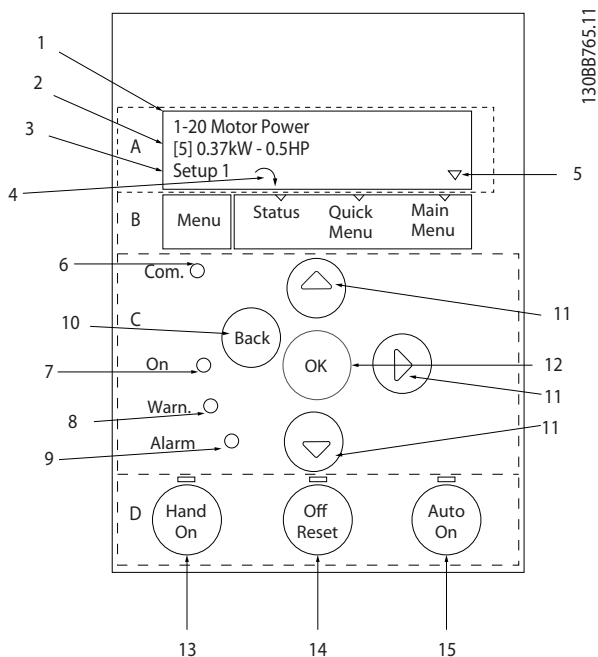 130BB765.11
1
2
3
4
A
1-20 Motor Power
[5] 0.37kW - 0.5HP
Setup 1
5
B
Menu
Status
Quick
Menu
Main
Menu
6
Com.
11
C
10
Back
OK
12
7
On
11
8
Warn.
11
9
Alarm
D
Hand
On
Off
Reset
Auto
On
13
14
15